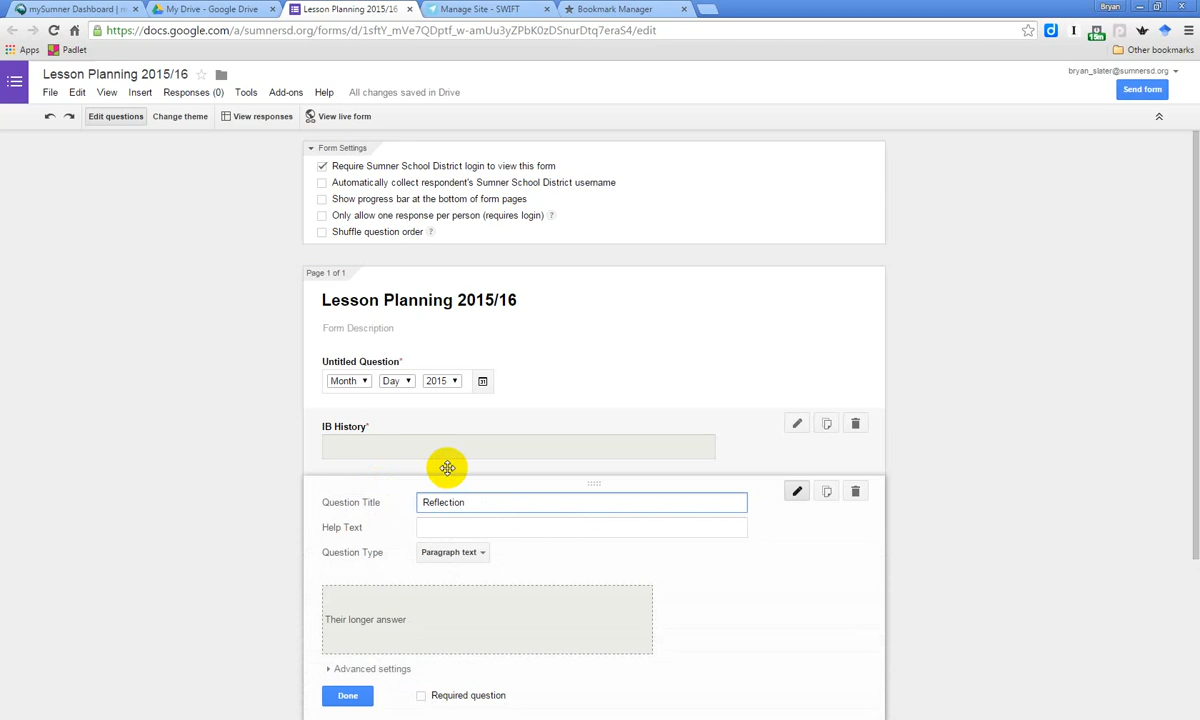 mySumner Dashboard | m
My Drive - Google Drive
Lesson Planning 2015/16
Manage Site - SWIFT
Bookmark Manager
Bryan
https://docs.google.com/a/sumnersd.org/forms/d/1sftY_mVe7QDptf_w-amUu3yZPbK0zDSnurDtq7eraS4/edit
15m
Apps
Padlet
Other bookmarks
Lesson Planning 2015/16
bryan_slater@sumnersd.org
File Edit View Insert Responses (0) Tools Add-ons Help All changes saved in Drive
Send form
Edit questions
Change theme
View responses
View live form
Form Settings
Require Sumner School District login to view this form
Automatically collect respondent's Sumner School District username
Show progress bar at the bottom of form pages
Only allow one response per person (requires login) ?
Shuffle question order ?
Page 1 of 1
Lesson Planning 2015/16
Form Description
Untitled Question*
Month Day 2015
31
IB History*
Question Title Reflection
Help Text
Question Type Paragraph text
Their longer answer
Advanced settings
Done
Required question